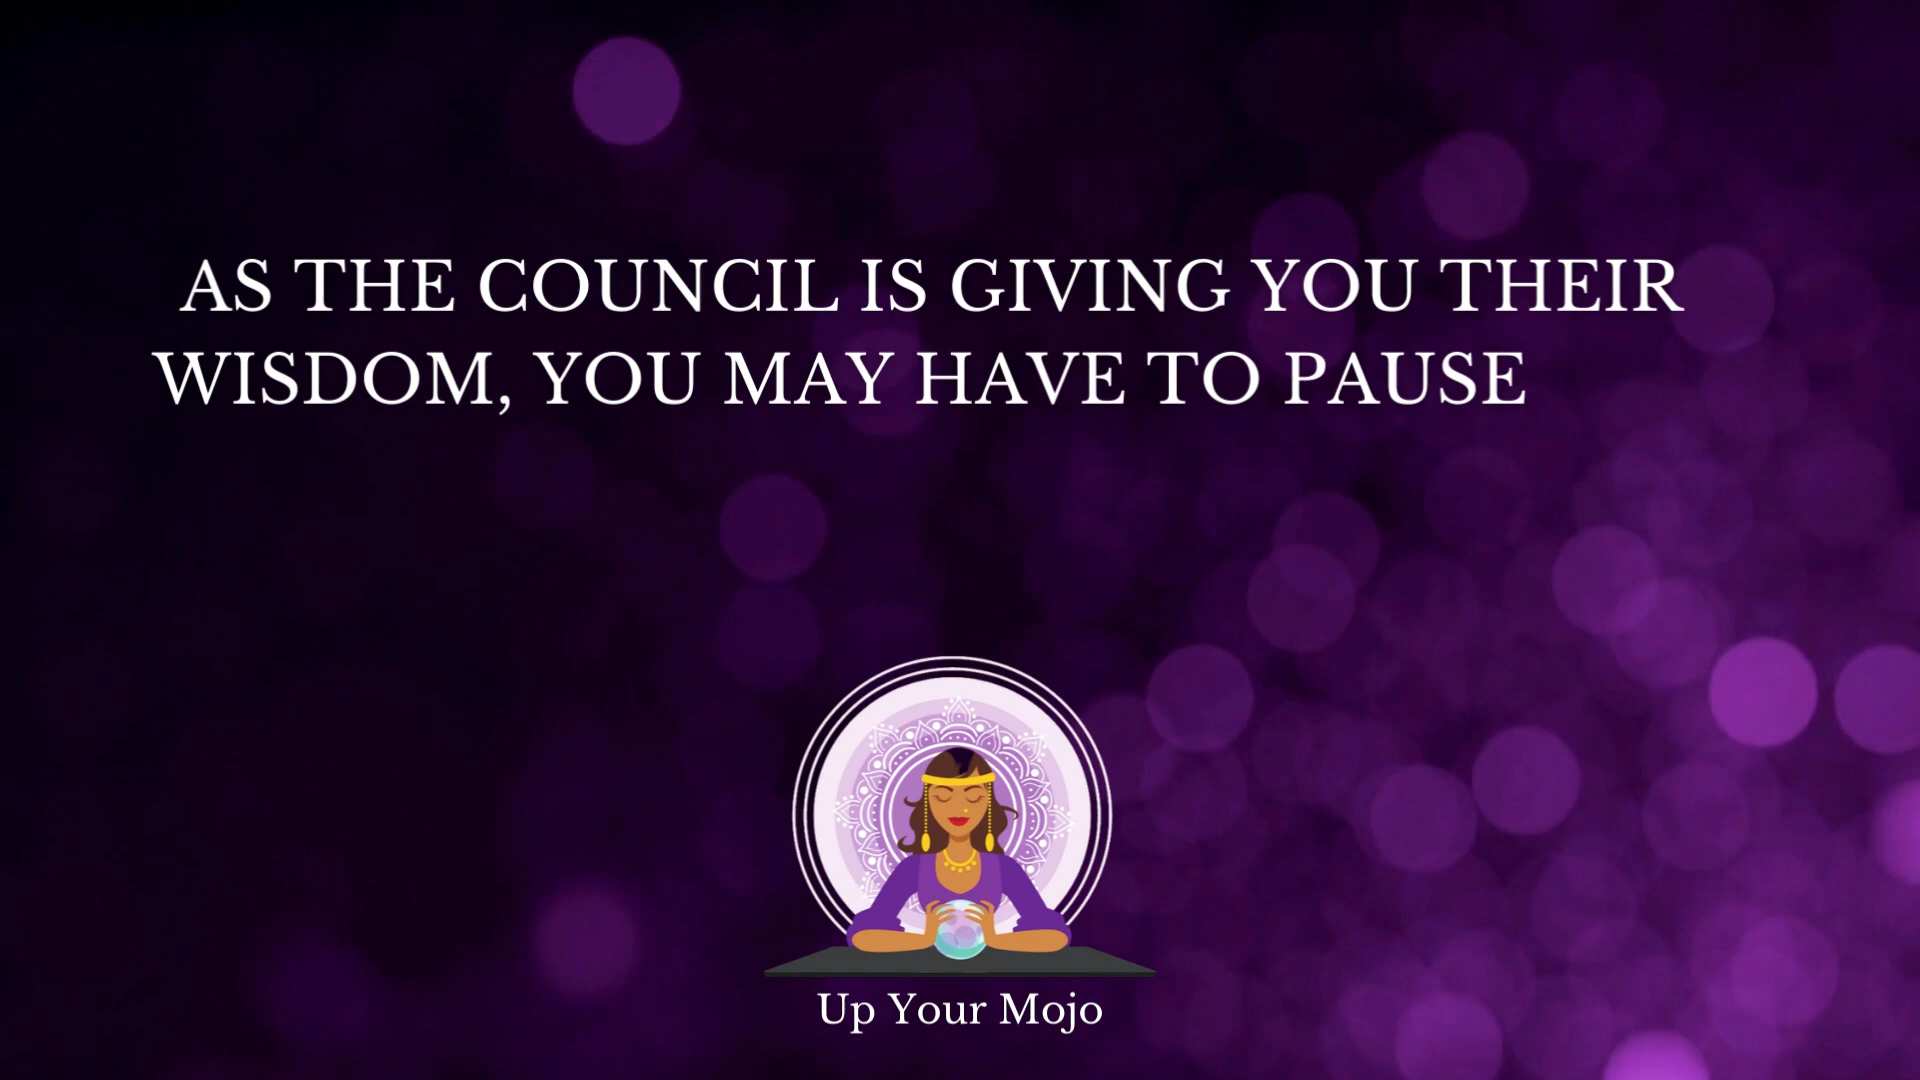 AS THE COUNCIL IS GIVING YOU THEIR
WISDOM, YOU MAY HAVE TO PAUSE
Up Your Mojo